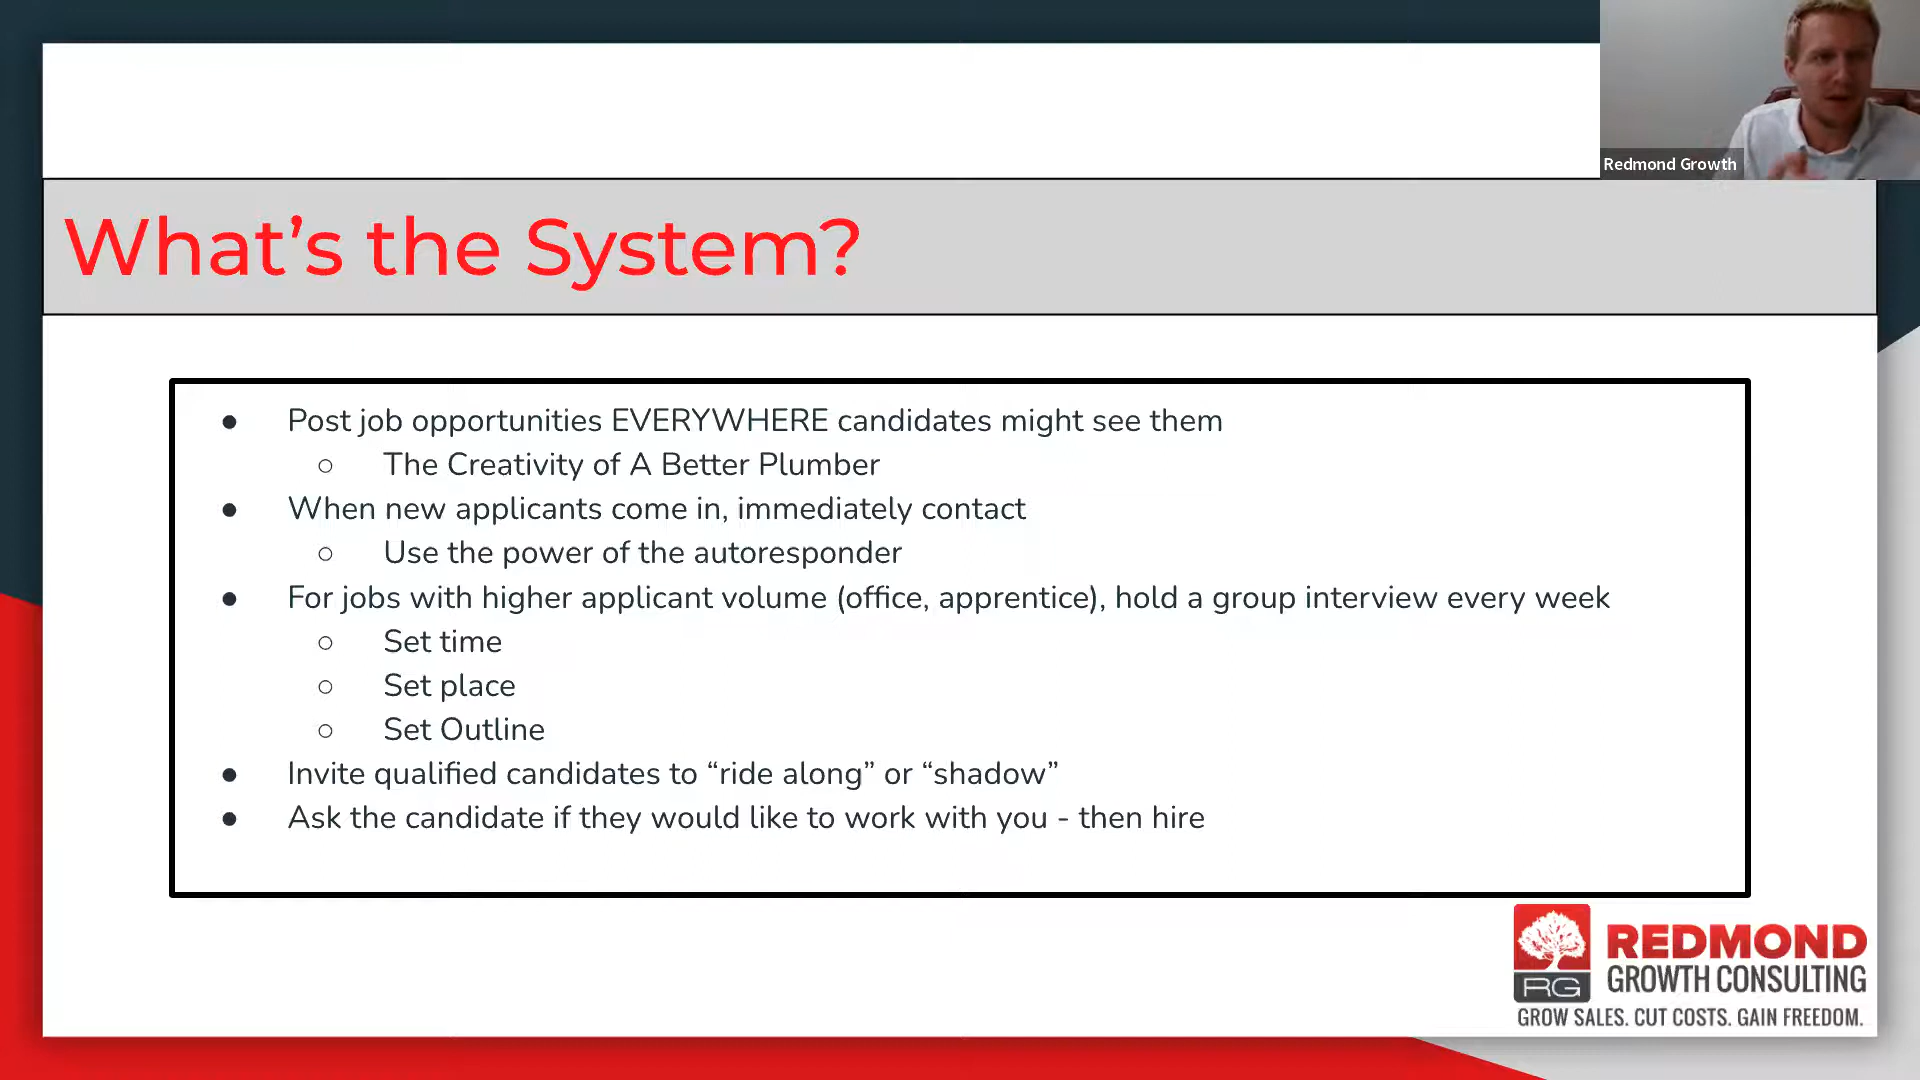 Redmond Growth
What’s the System?
● Post job opportunities EVERYWHERE candidates might see them
○ The Creativity of A Better Plumber
● When new applicants come in, immediately contact
○ Use the power of the autoresponder
● For jobs with higher applicant volume (office, apprentice), hold a group interview every week
○ Set time
○ Set place
○ Set Outline
● Invite qualified candidates to “ride along” or “shadow”
● Ask the candidate if they would like to work with you - then hire
RG
REDMOND
GROWTH CONSULTING
GROW SALES. CUT COSTS. GAIN FREEDOM.